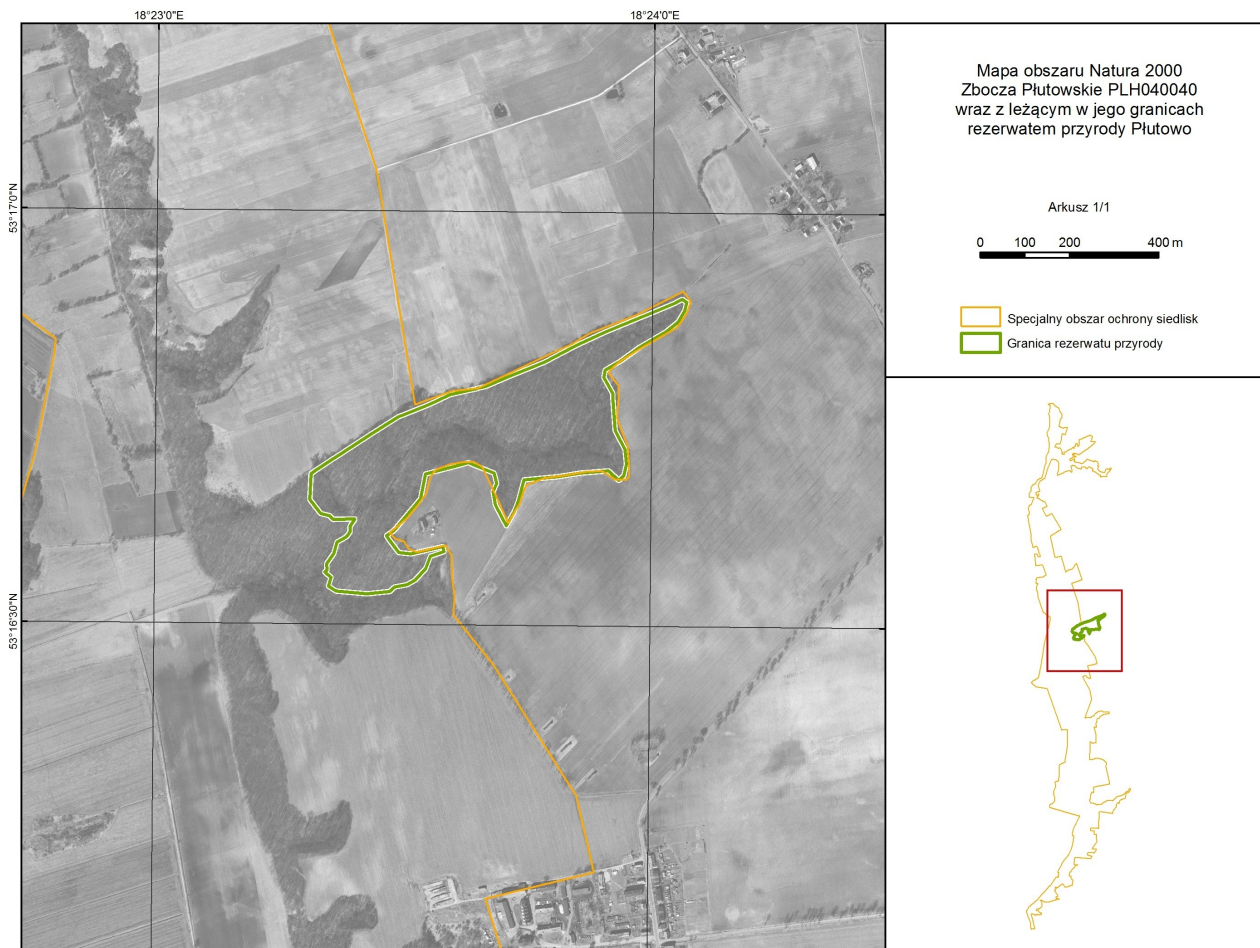 18°23'0"E
18°24'0"E
53°17'0"N
53°16'30"N
Mapa obszaru Natura 2000
Zbocza Płutowskie PLH040040
wraz z leżącym w jego granicach
rezerwatem przyrody Płutowo
Arkusz 1/1
0 100 200 400 m
Specjalny obszar ochrony siedlisk
Granica rezerwatu przyrody